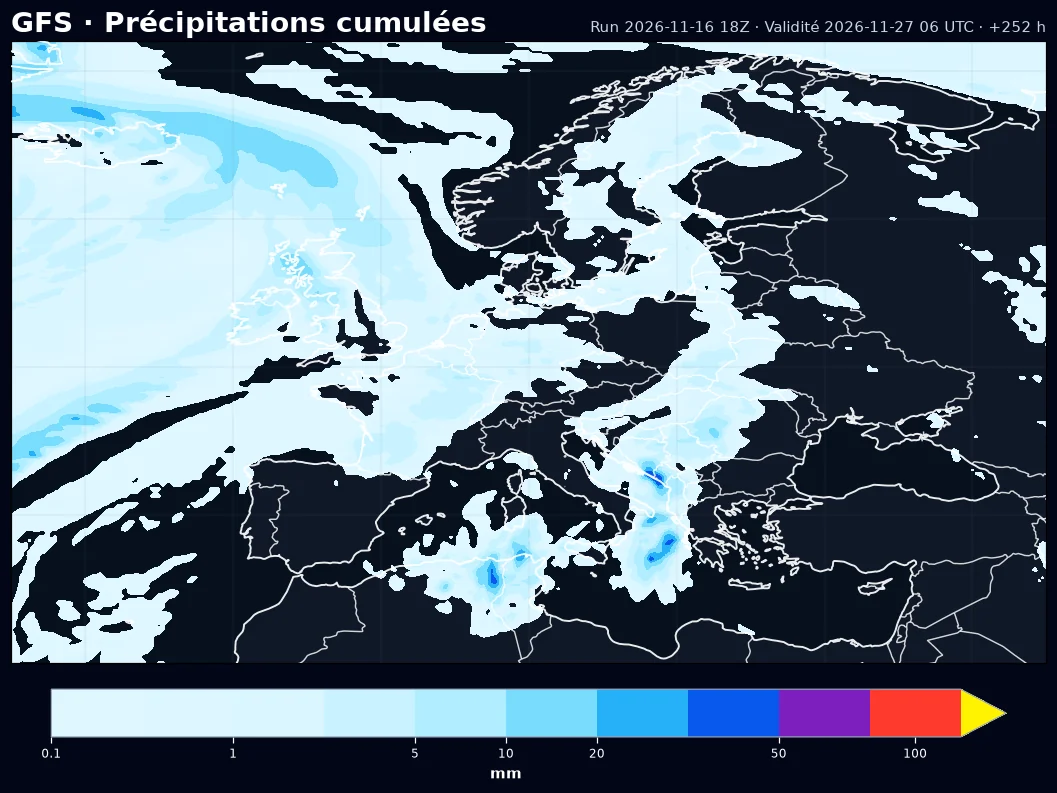 GFS · Précipitations cumulées
Run 2026-11-16 18Z · Validité 2026-11-27 06 UTC · +252 h
0.1 1 5 10 20 50 100
mm